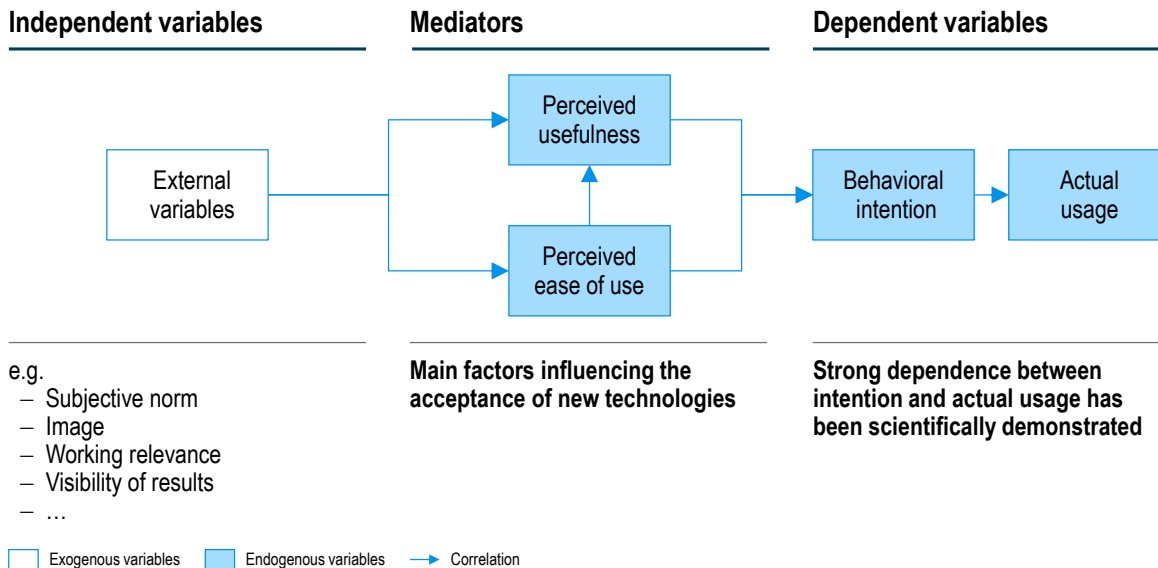 Independent variables
Mediators
Dependent variables
External
variables
Perceived
usefulness
Perceived
ease of use
Behavioral
intention
Actual
usage
e.g.
– Subjective norm
– Image
– Working relevance
– Visibility of results
– …
Main factors influencing the
acceptance of new technologies
Strong dependence between
intention and actual usage has
been scientifically demonstrated
Exogenous variables
Endogenous variables
Correlation